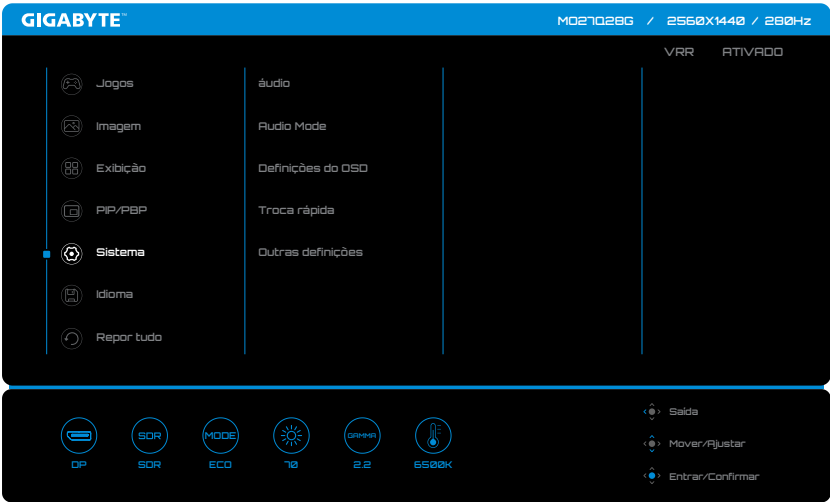 GIGABYTE™
MO27Q28G / 2560X1440 / 280Hz
VRR ATIVADO
Jogos
Imagem
Exibição
PIP/PBP
Sistema
Idioma
Repor tudo
áudio
Audio Mode
Definições do OSD
Troca rápida
Outras definições
SDR
MODE
GAMMA
DP
SDR
ECO
70
2.2
6500K
Saída
Mover/Ajustar
Entrar/Confirmar